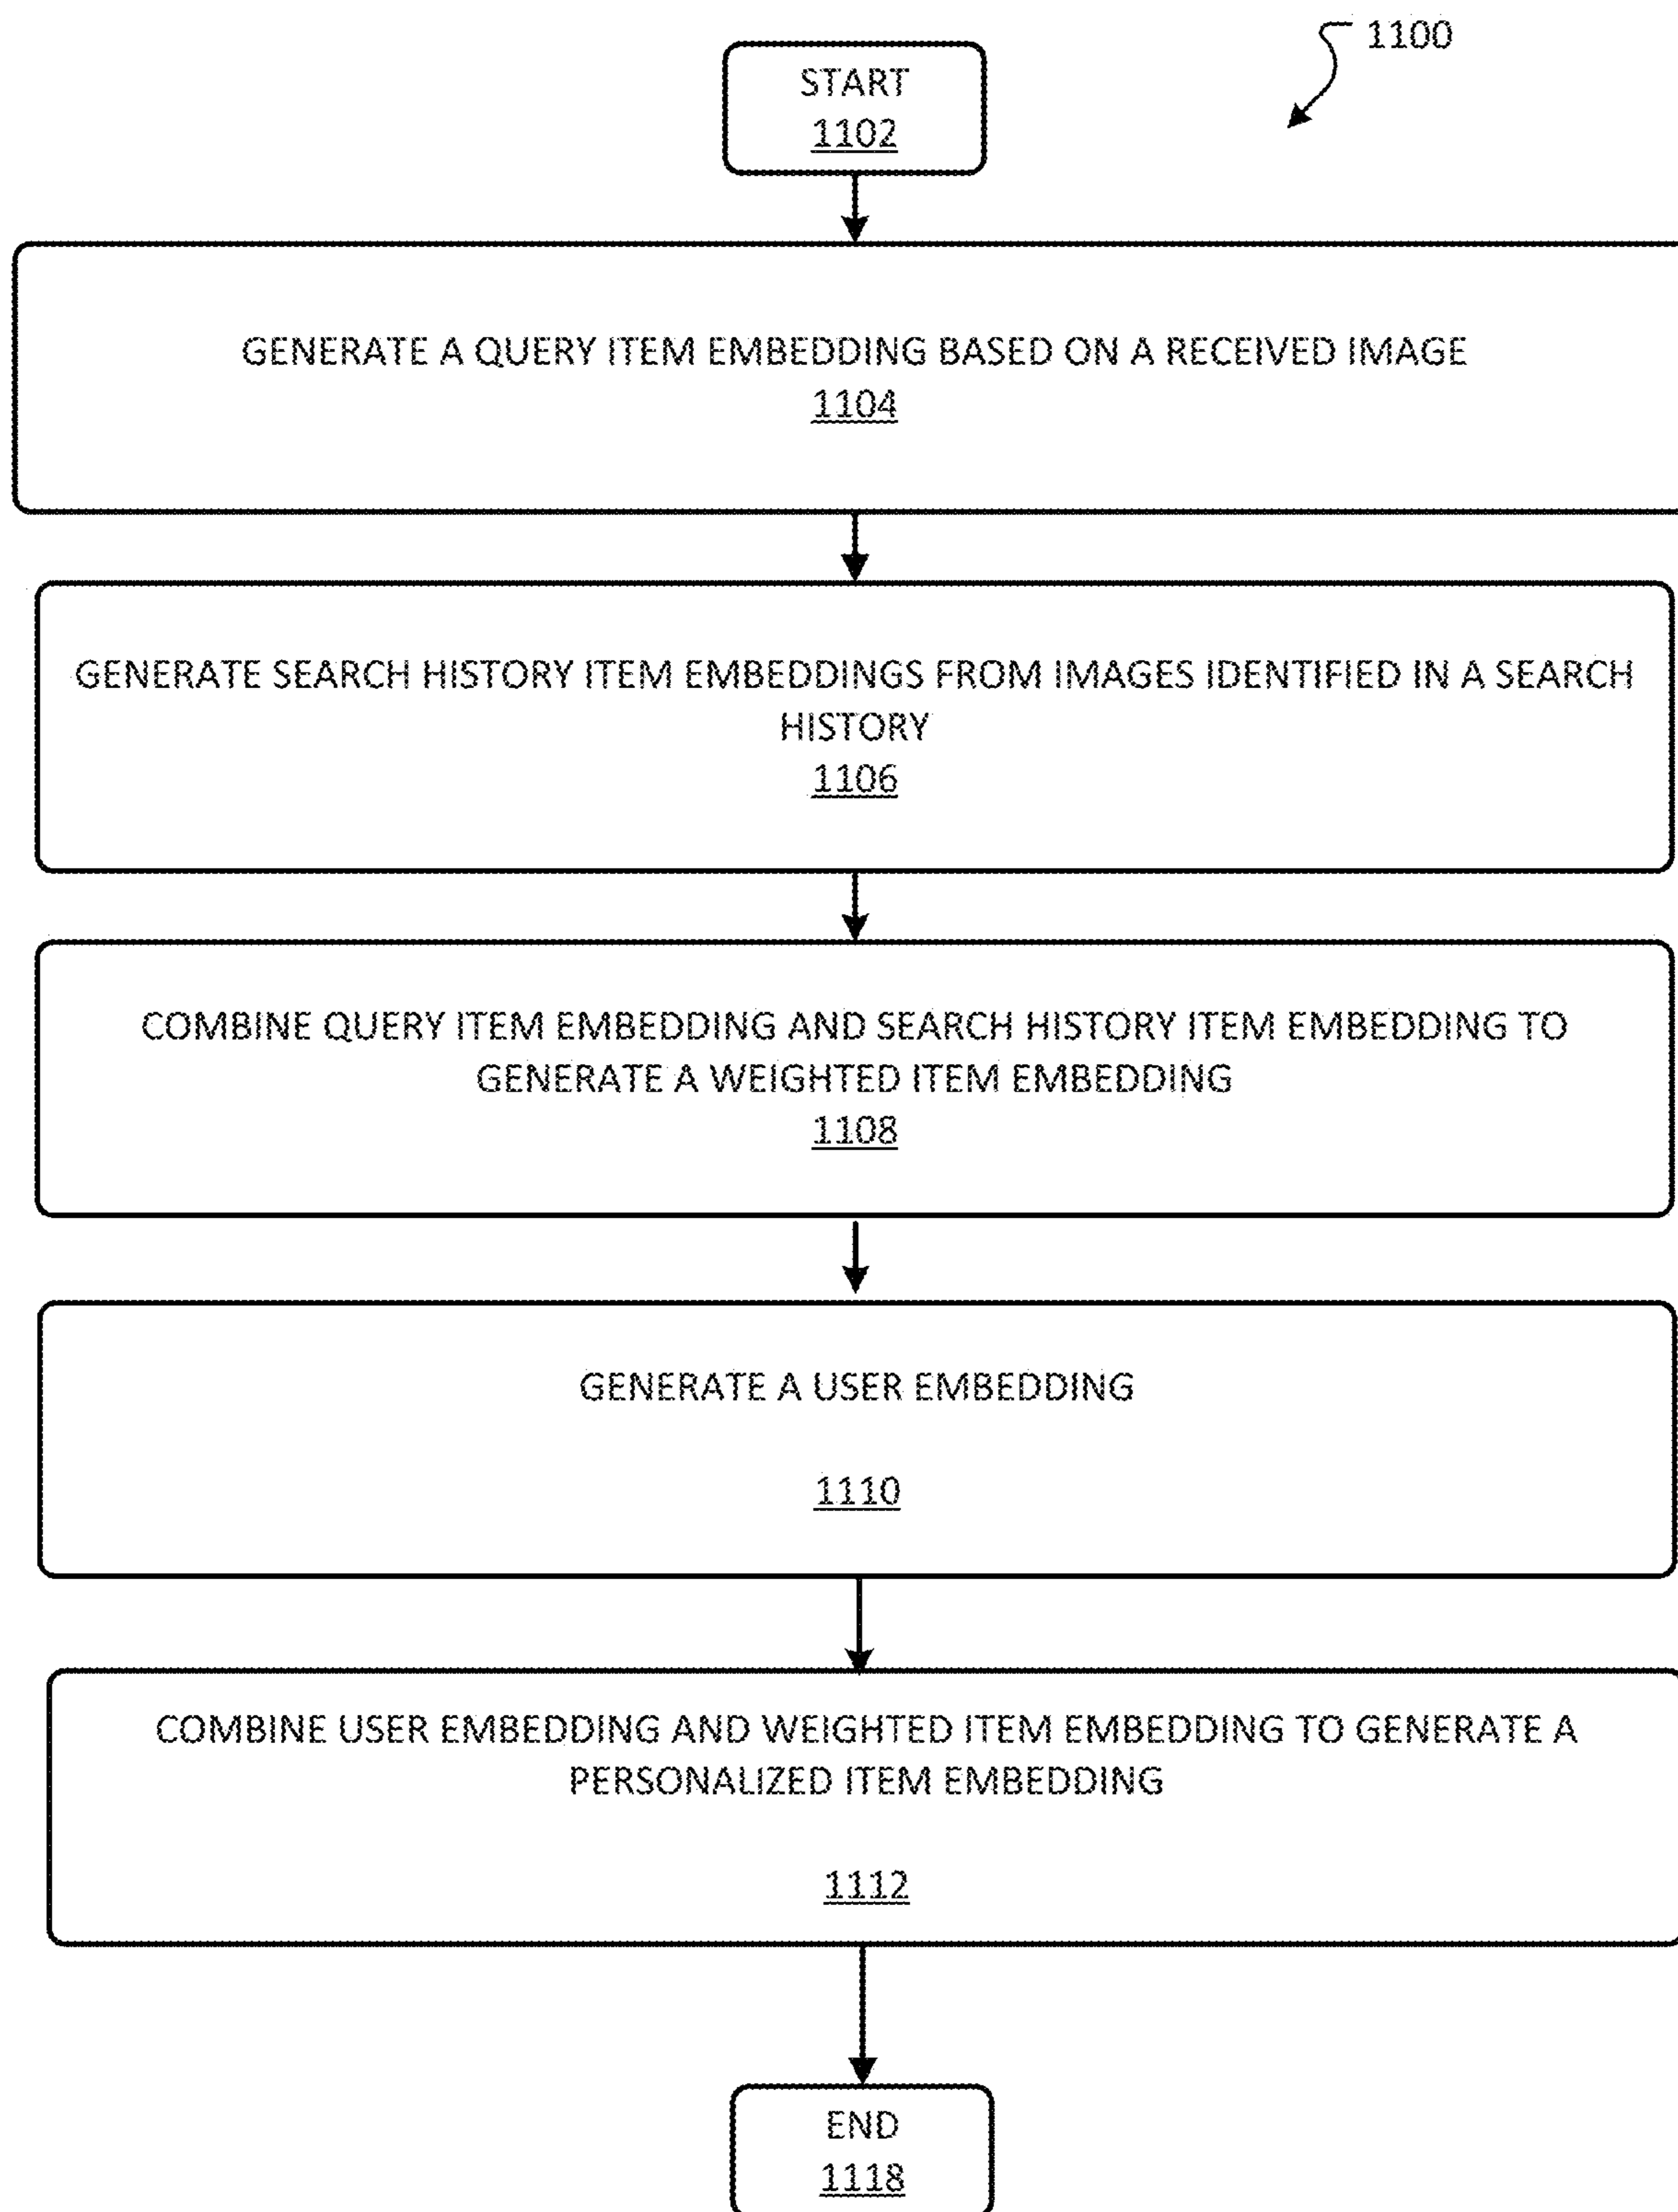 1100
START
1102
GENERATE A QUERY ITEM EMBEDDING BASED ON A RECEIVED IMAGE
1104
GENERATE SEARCH HISTORY ITEM EMBEDDINGS FROM IMAGES IDENTIFIED IN A SEARCH
HISTORY
1106
COMBINE QUERY ITEM EMBEDDING AND SEARCH HISTORY ITEM EMBEDDING TO
GENERATE A WEIGHTED ITEM EMBEDDING
1108
GENERATE A USER EMBEDDING
1110
COMBINE USER EMBEDDING AND WEIGHTED ITEM EMBEDDING TO GENERATE A
PERSONALIZED ITEM EMBEDDING
1112
END
1118